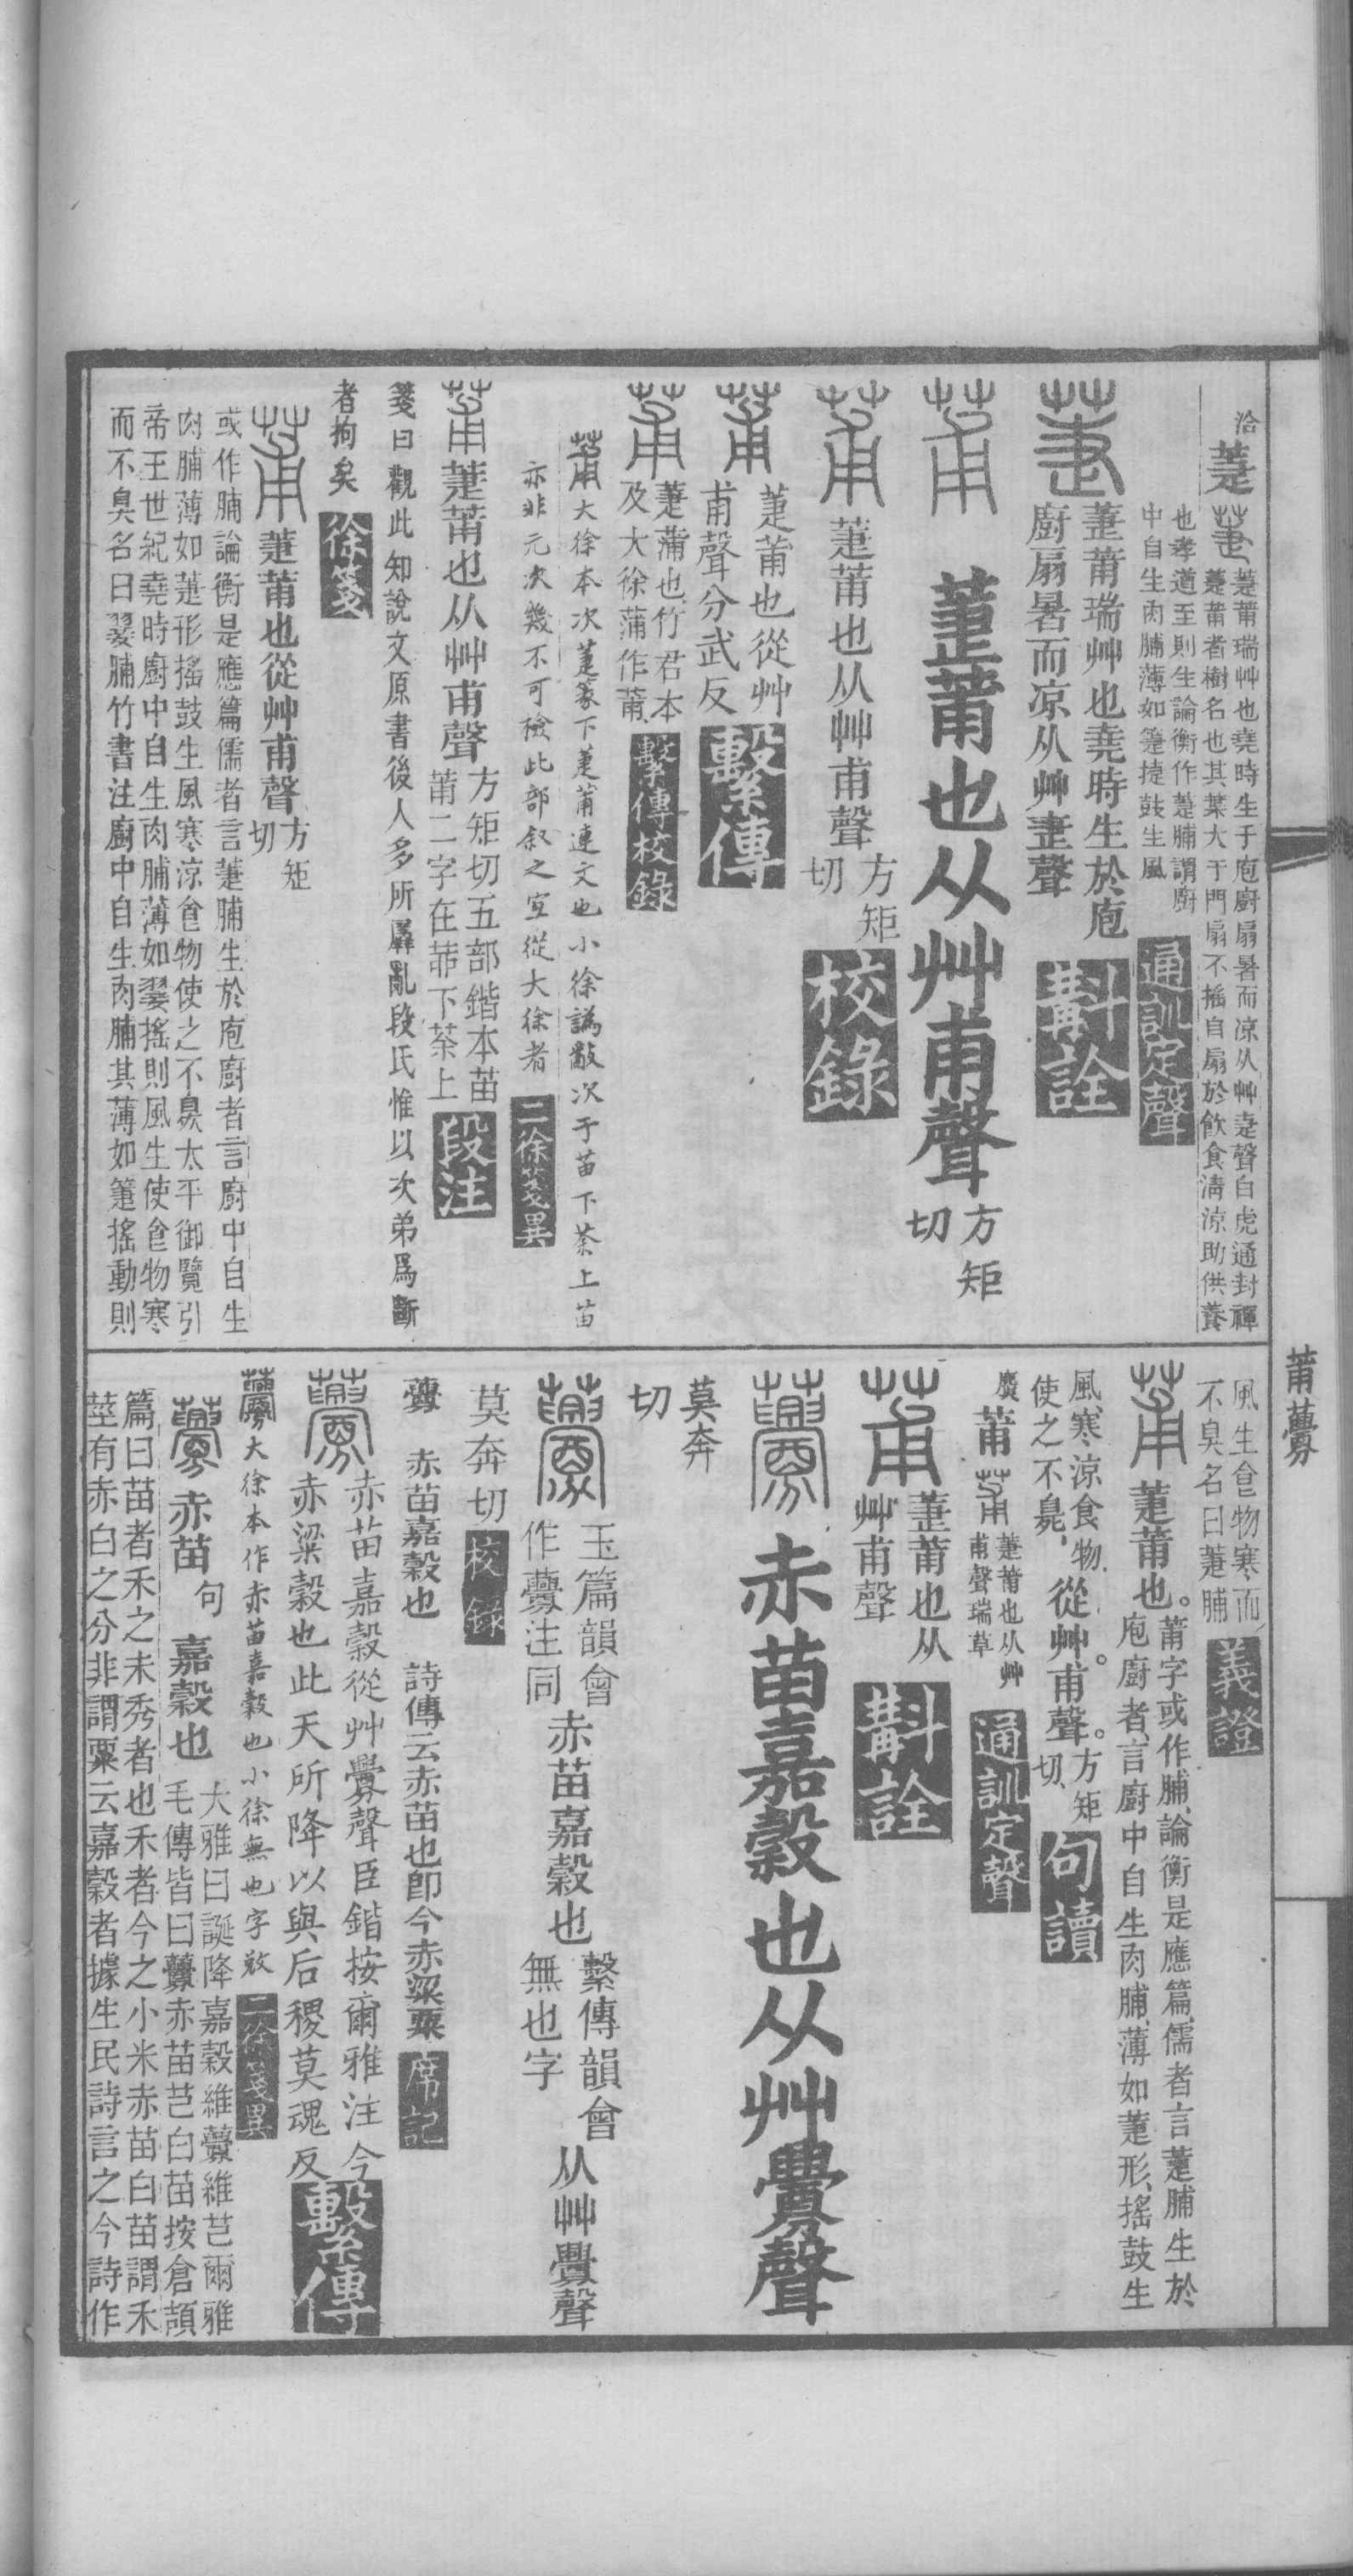 洽萐 萐莆瑞艸也堯時生于庖廚扇暑而凉从艸疌聲白虎通封禪
萐莆者樹名也其葉大于門扇不搖自扇於飲食淸涼助供養
也孝道至則生論衡作萐脯謂廚
中自生肉脯薄如箑揵鼓生風 通訓定聲
萐莆瑞艸也堯時生於庖
廚扇暑而凉从艸疌聲 斠詮
萐莆也从艸甫聲 方矩
切
萐莆也从艸甫聲 方矩
切 校錄
萐莆也從艸
甫聲分武反 繫傳
萐蒲也竹君本
及大徐蒲作莆 繫傳校錄
莆大徐本次萐篆下萐莆連文也小徐譌斀次于苗下荼上苗
亦非元次幾不可檢此部叙之宜從大徐者 二徐箋異
萐莆也从艸甫聲 方矩切五部鍇本苗
莆二字在䔬下荼上 段注
箋曰觀此知說文原書後人多所羼亂段氏惟以次弟爲斷
者拘矣 徐箋
萐莆也從艸甫聲 方矩
切
或作脯論衡是應篇儒者言萐脯生於庖廚者言廚中自生
肉脯薄如萐形搖鼓生風寒涼食物使之不臭太平御覽引
帝王世紀堯時廚中自生肉脯薄如翣搖則風生使食物寒
而不臭名曰翣脯竹書注廚中自生肉脯其薄如箑搖動則
莆虋
風生食物寒而
不臭名曰萐脯 義證
萐莆也。莆字或作脯、論衡是應篇、儒者言萐脯生於
庖廚者、言廚中自生肉脯、薄如萐形、搖鼓生
風、寒涼食物、
使之不臭、從艸。甫聲。方矩
切、 句讀
廣莆 萐莆也从艸
甫聲瑞草 通訓定聲
萐莆也从
艸甫聲 斠詮
赤苗嘉穀也从艸釁聲
莫奔
切
玉篇韻會
作虋注同 赤苗嘉穀也 繫傳韻會
無也字 从艸釁聲
莫奔切 校錄
虋 赤苗嘉穀也 詩傳云赤苗也卽今赤粱粟 席記
赤苗嘉穀從艸釁聲臣鍇按爾雅注今
赤粱穀也此天所降以與后稷莫魂反 繫傳
虋大徐本作赤苗嘉穀也小徐無也字敓 二徐箋異
赤苗 句 嘉穀也 大雅曰誕降嘉穀維虋維芑爾雅
毛傳皆曰虋赤苗芑白苗按倉頡
篇曰苗者禾之未秀者也禾者今之小米赤苗白苗謂禾
莖有赤白之分非謂粟云嘉穀者據生民詩言之今詩作